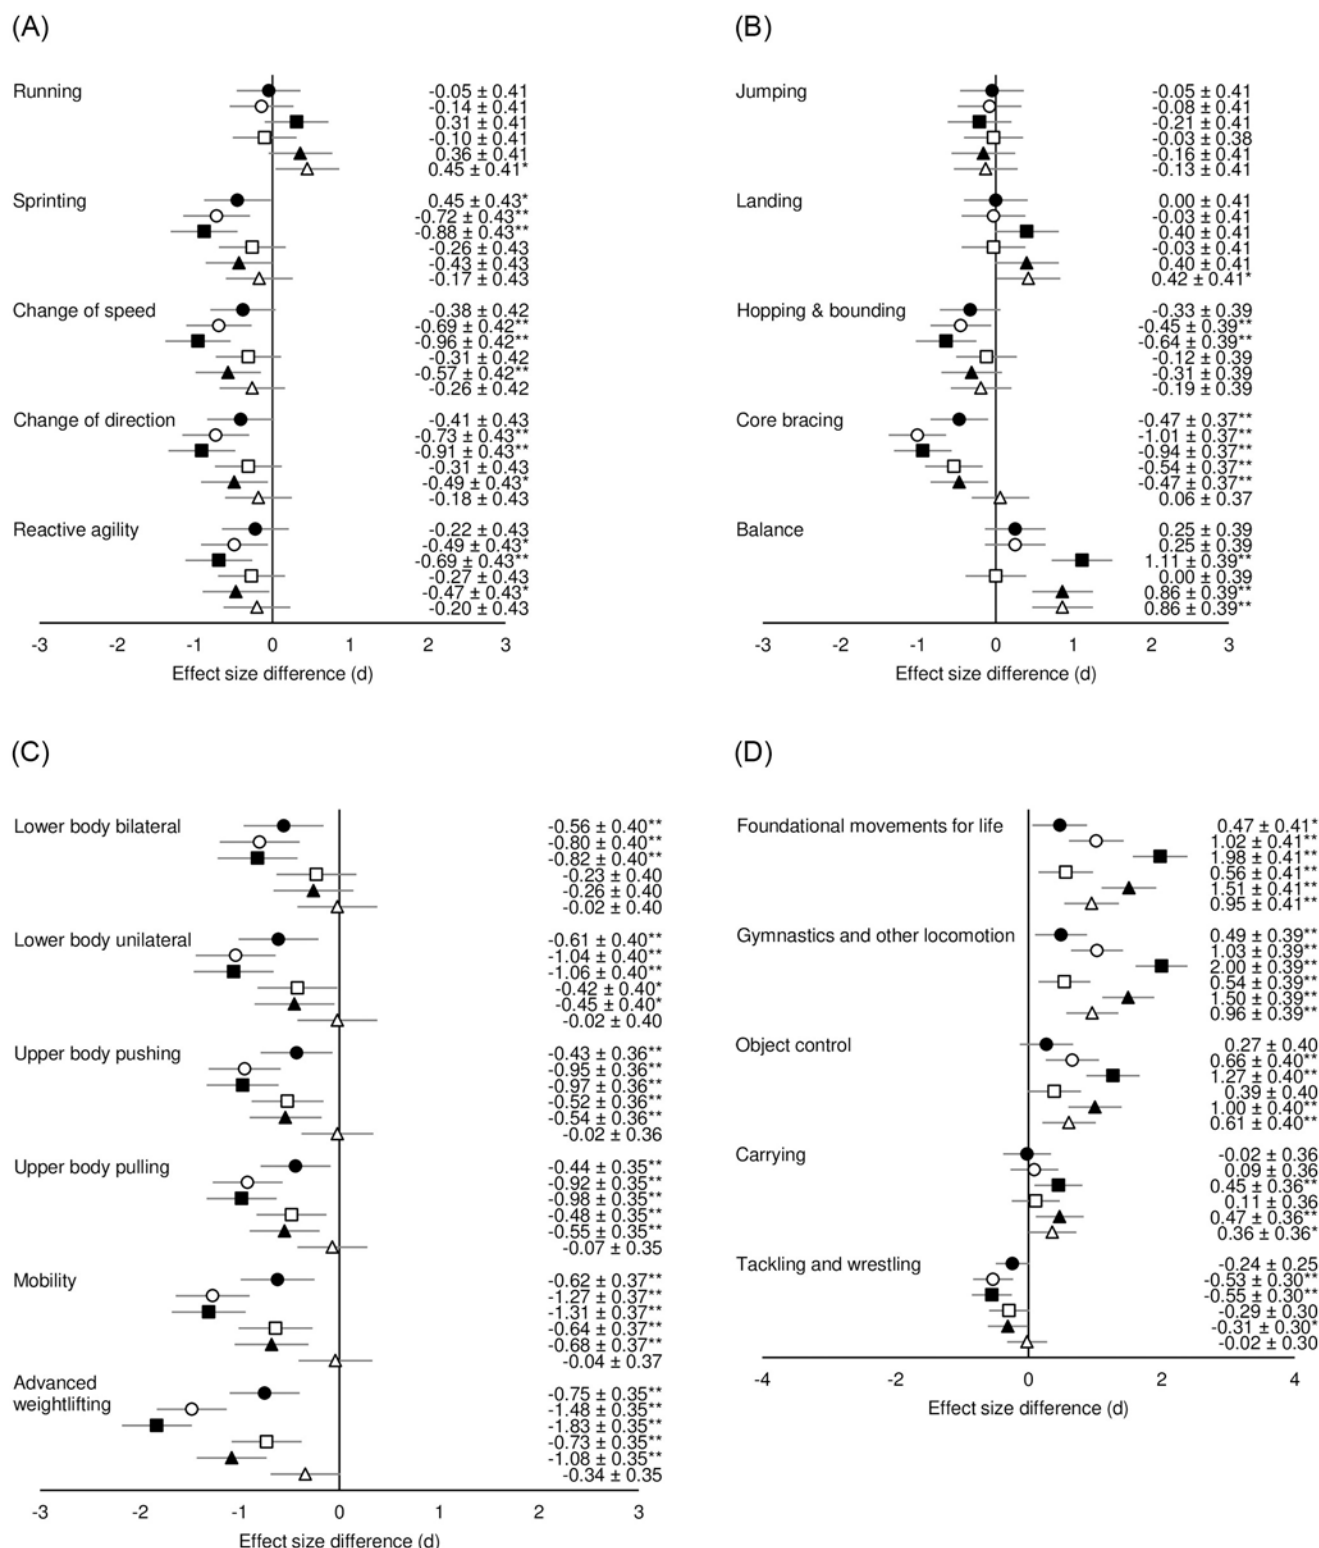 (A)
Running
-0.05 ± 0.41
-0.14 ± 0.41
0.31 ± 0.41
-0.10 ± 0.41
0.36 ± 0.41
0.45 ± 0.41*
Sprinting
0.45 ± 0.43*
-0.72 ± 0.43**
-0.88 ± 0.43**
-0.26 ± 0.43
-0.43 ± 0.43
-0.17 ± 0.43
Change of speed
-0.38 ± 0.42
-0.69 ± 0.42**
-0.96 ± 0.42**
-0.31 ± 0.42
-0.57 ± 0.42**
-0.26 ± 0.42
Change of direction
-0.41 ± 0.43
-0.73 ± 0.43**
-0.91 ± 0.43**
-0.31 ± 0.43
-0.49 ± 0.43*
-0.18 ± 0.43
Reactive agility
-0.22 ± 0.43
-0.49 ± 0.43*
-0.69 ± 0.43**
-0.27 ± 0.43
-0.47 ± 0.43*
-0.20 ± 0.43
-3 -2 -1 0 1 2 3
Effect size difference (d)
(B)
Jumping
-0.05 ± 0.41
-0.08 ± 0.41
-0.21 ± 0.41
-0.03 ± 0.38
-0.16 ± 0.41
-0.13 ± 0.41
Landing
0.00 ± 0.41
-0.03 ± 0.41
0.40 ± 0.41
-0.03 ± 0.41
0.40 ± 0.41
0.42 ± 0.41*
Hopping & bounding
-0.33 ± 0.39
-0.45 ± 0.39**
-0.64 ± 0.39**
-0.12 ± 0.39
-0.31 ± 0.39
-0.19 ± 0.39
Core bracing
-0.47 ± 0.37**
-1.01 ± 0.37**
-0.94 ± 0.37**
-0.54 ± 0.37**
-0.47 ± 0.37**
0.06 ± 0.37
Balance
0.25 ± 0.39
0.25 ± 0.39
1.11 ± 0.39**
0.00 ± 0.39
0.86 ± 0.39**
0.86 ± 0.39**
-3 -2 -1 0 1 2 3
Effect size difference (d)
(C)
Lower body bilateral
-0.56 ± 0.40**
-0.80 ± 0.40**
-0.82 ± 0.40**
-0.23 ± 0.40
-0.26 ± 0.40
-0.02 ± 0.40
Lower body unilateral
-0.61 ± 0.40**
-1.04 ± 0.40**
-1.06 ± 0.40**
-0.42 ± 0.40*
-0.45 ± 0.40*
-0.02 ± 0.40
Upper body pushing
-0.43 ± 0.36**
-0.95 ± 0.36**
-0.97 ± 0.36**
-0.52 ± 0.36**
-0.54 ± 0.36**
-0.02 ± 0.36
Upper body pulling
-0.44 ± 0.35**
-0.92 ± 0.35**
-0.98 ± 0.35**
-0.48 ± 0.35**
-0.55 ± 0.35**
-0.07 ± 0.35
Mobility
-0.62 ± 0.37**
-1.27 ± 0.37**
-1.31 ± 0.37**
-0.64 ± 0.37**
-0.68 ± 0.37**
-0.04 ± 0.37
Advanced
weightlifting
-0.75 ± 0.35**
-1.48 ± 0.35**
-1.83 ± 0.35**
-0.73 ± 0.35**
-1.08 ± 0.35**
-0.34 ± 0.35
-3 -2 -1 0 1 2 3
Effect size difference (d)
(D)
Foundational movements for life
0.47 ± 0.41*
1.02 ± 0.41**
1.98 ± 0.41**
0.56 ± 0.41**
1.51 ± 0.41**
0.95 ± 0.41**
Gymnastics and other locomotion
0.49 ± 0.39**
1.03 ± 0.39**
2.00 ± 0.39**
0.54 ± 0.39**
1.50 ± 0.39**
0.96 ± 0.39**
Object control
0.27 ± 0.40
0.66 ± 0.40**
1.27 ± 0.40**
0.39 ± 0.40
1.00 ± 0.40**
0.61 ± 0.40**
Carrying
-0.02 ± 0.36
0.09 ± 0.36
0.45 ± 0.36**
0.11 ± 0.36
0.47 ± 0.36**
0.36 ± 0.36*
Tackling and wrestling
-0.24 ± 0.25
-0.53 ± 0.30**
-0.55 ± 0.30**
-0.29 ± 0.30
-0.31 ± 0.30*
-0.02 ± 0.30
-4 -2 0 2 4
Effect size difference (d)